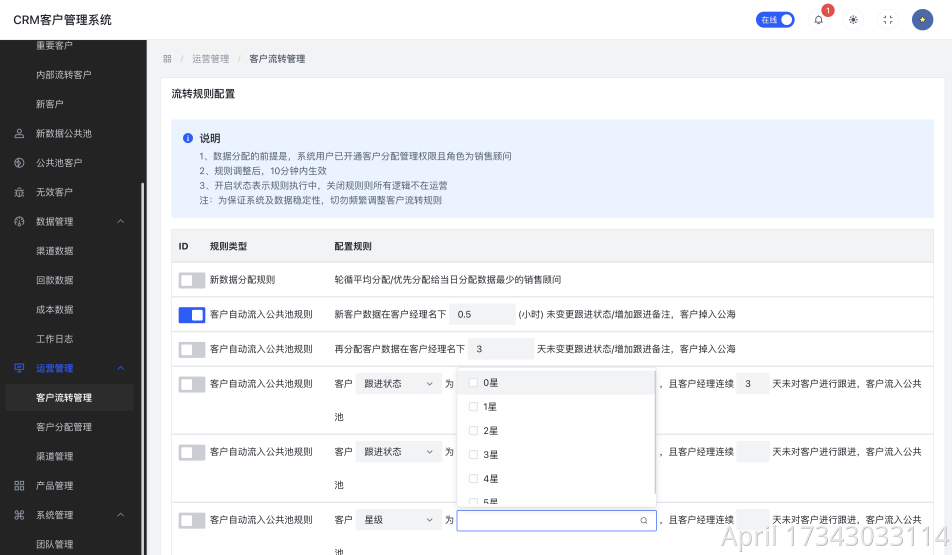 CRM客户管理系统
在线
1
重要客户
内部流转客户
新客户
新数据公共池
公共池客户
无效客户
数据管理
渠道数据
回款数据
成本数据
工作日志
运营管理
客户流转管理
客户分配管理
渠道管理
产品管理
系统管理
团队管理
/ 运营管理 / 客户流转管理
流转规则配置
说明
1、数据分配的前提是，系统用户已开通客户分配管理权限且角色为销售顾问
2、规则调整后，10分钟内生效
3、开启状态表示规则执行中，关闭规则则所有逻辑不在运营
注：为保证系统及数据稳定性，切勿频繁调整客户流转规则
ID 规则类型 配置规则
新数据分配规则 轮循平均分配/优先分配给当日分配数据最少的销售顾问
客户自动流入公共池规则 新客户数据在客户经理名下 0.5 (小时) 未变更跟进状态/增加跟进备注，客户掉入公海
客户自动流入公共池规则 再分配客户数据在客户经理名下 3 天未变更跟进状态/增加跟进备注，客户掉入公海
客户自动流入公共池规则 客户 跟进状态 为 ，且客户经理连续 3 天未对客户进行跟进，客户流入公共
池
客户自动流入公共池规则 客户 跟进状态 为 ，且客户经理连续 天未对客户进行跟进，客户流入公共
池
客户自动流入公共池规则 客户 星级 为 ，且客户经理连续 天未对客户进行跟进，客户流入公共
池
0星
1星
2星
3星
4星
5星
April 17343033114